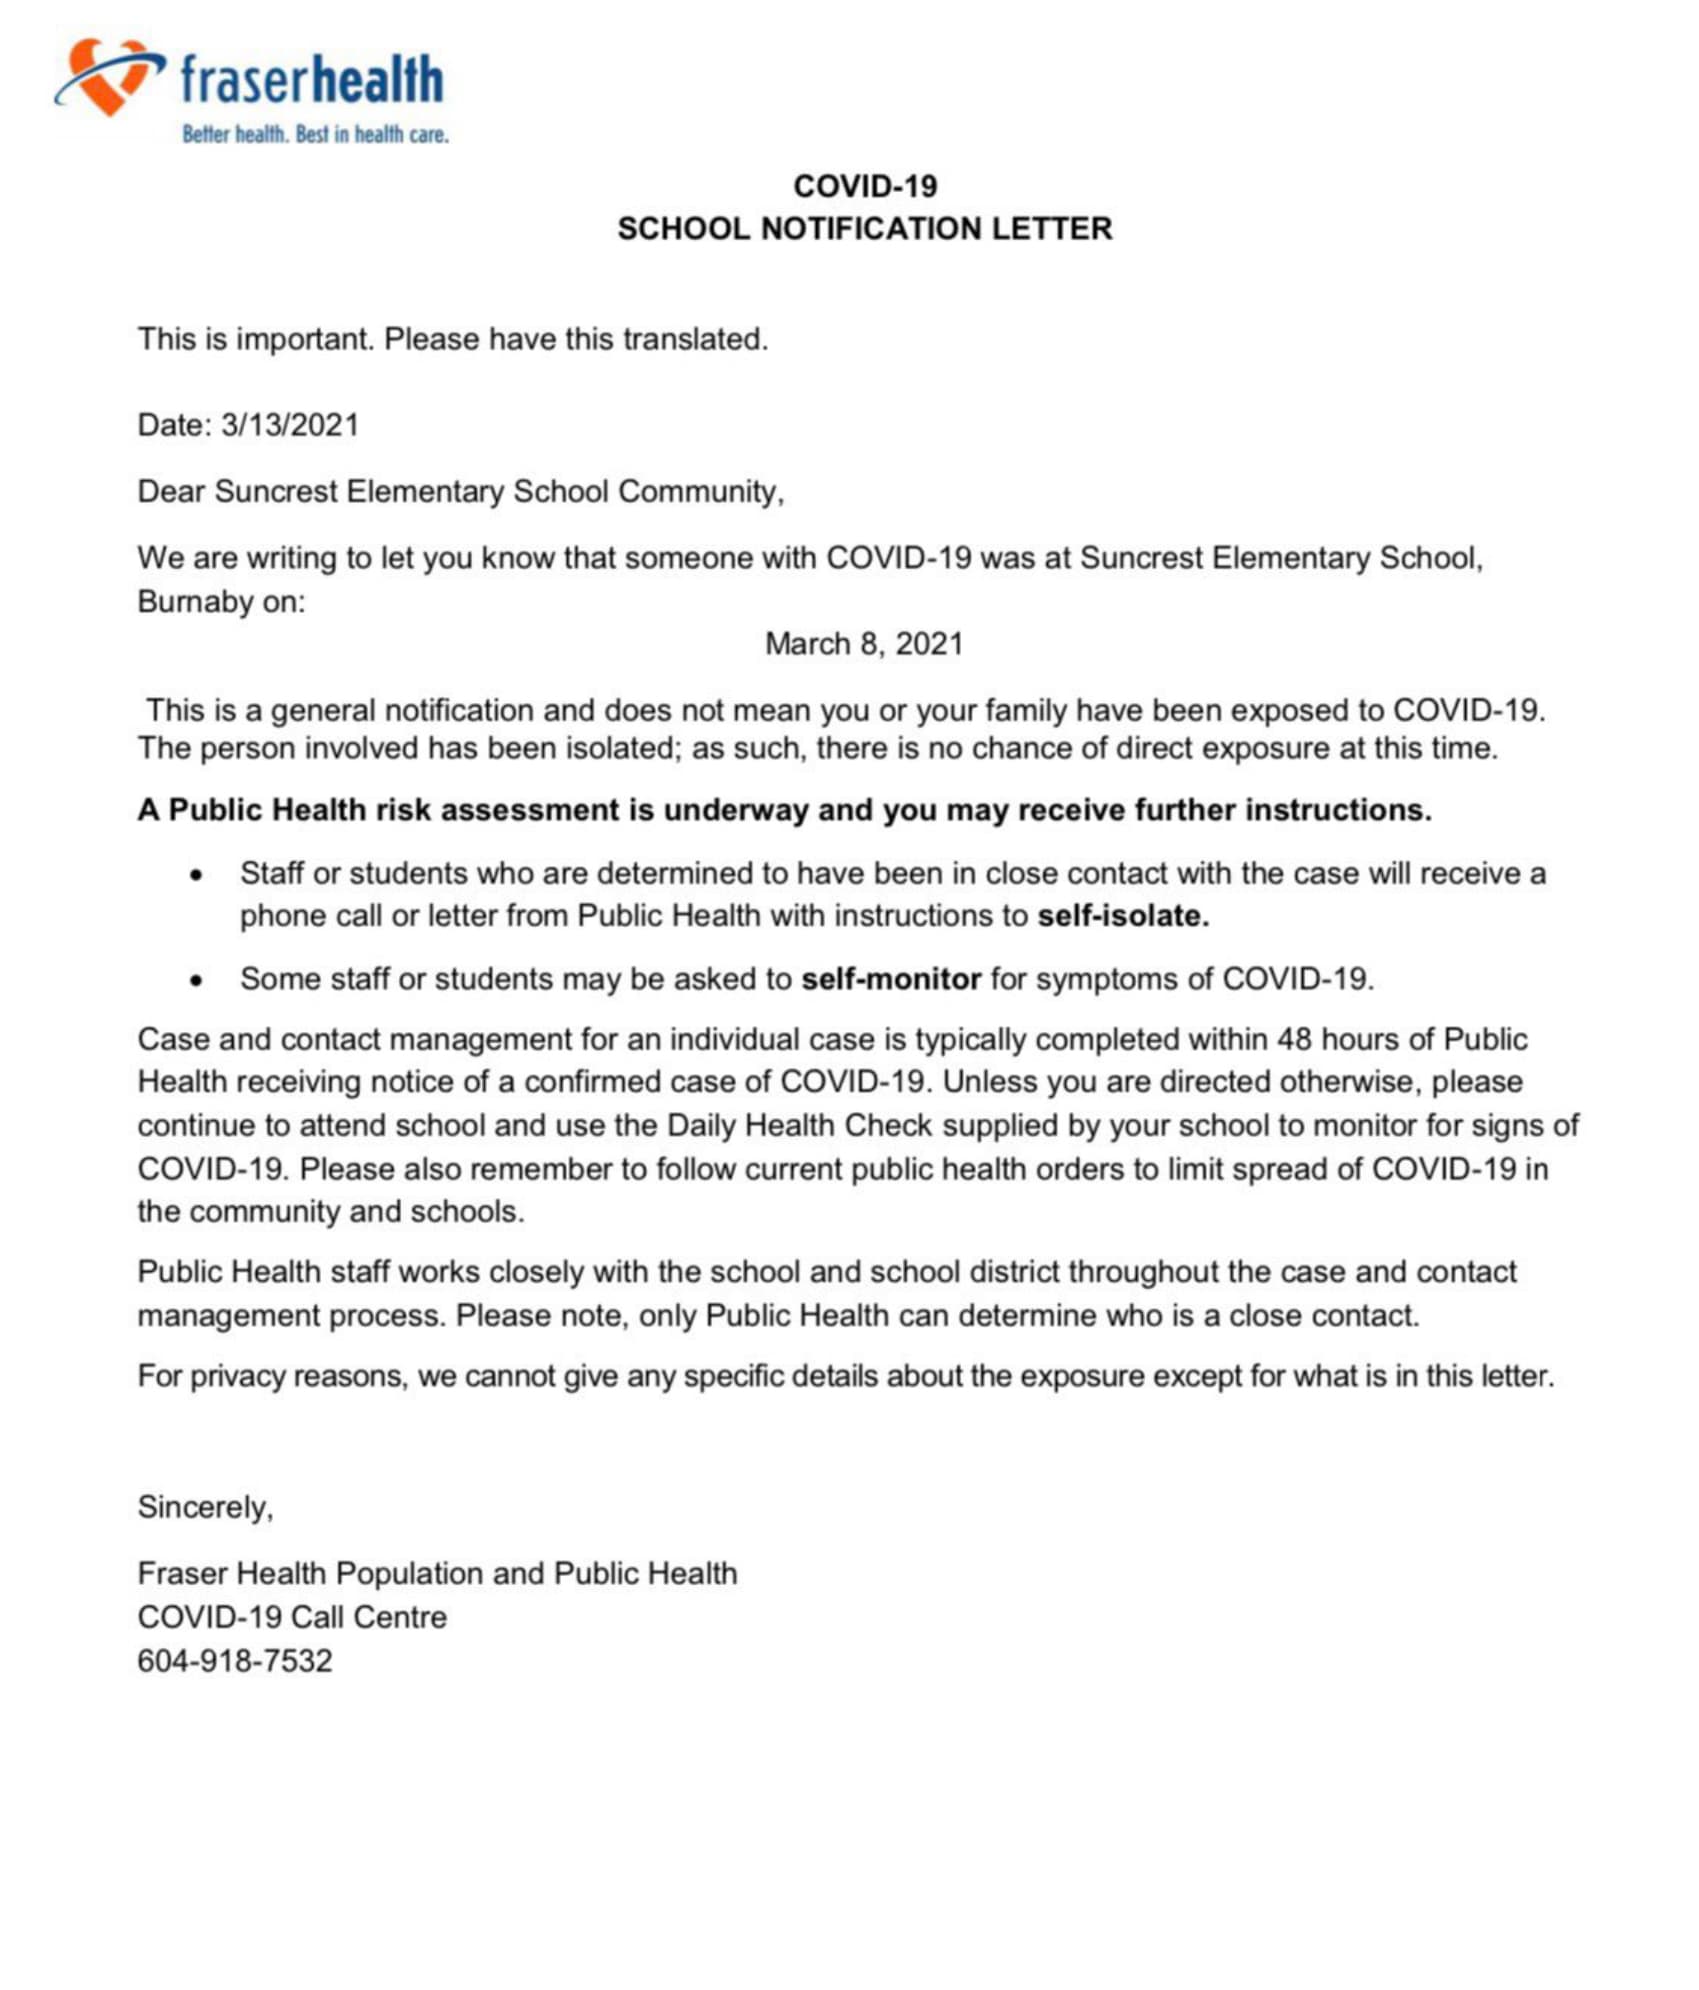 fraserhealth
Better health. Best in health care.
COVID-19
SCHOOL NOTIFICATION LETTER
This is important. Please have this translated.
Date: 3/13/2021
Dear Suncrest Elementary School Community,
We are writing to let you know that someone with COVID-19 was at Suncrest Elementary School,
Burnaby on:
March 8, 2021
This is a general notification and does not mean you or your family have been exposed to COVID-19.
The person involved has been isolated; as such, there is no chance of direct exposure at this time.
A Public Health risk assessment is underway and you may receive further instructions.
• Staff or students who are determined to have been in close contact with the case will receive a
phone call or letter from Public Health with instructions to self-isolate.
• Some staff or students may be asked to self-monitor for symptoms of COVID-19.
Case and contact management for an individual case is typically completed within 48 hours of Public
Health receiving notice of a confirmed case of COVID-19. Unless you are directed otherwise, please
continue to attend school and use the Daily Health Check supplied by your school to monitor for signs of
COVID-19. Please also remember to follow current public health orders to limit spread of COVID-19 in
the community and schools.
Public Health staff works closely with the school and school district throughout the case and contact
management process. Please note, only Public Health can determine who is a close contact.
For privacy reasons, we cannot give any specific details about the exposure except for what is in this letter.
Sincerely,
Fraser Health Population and Public Health
COVID-19 Call Centre
604-918-7532